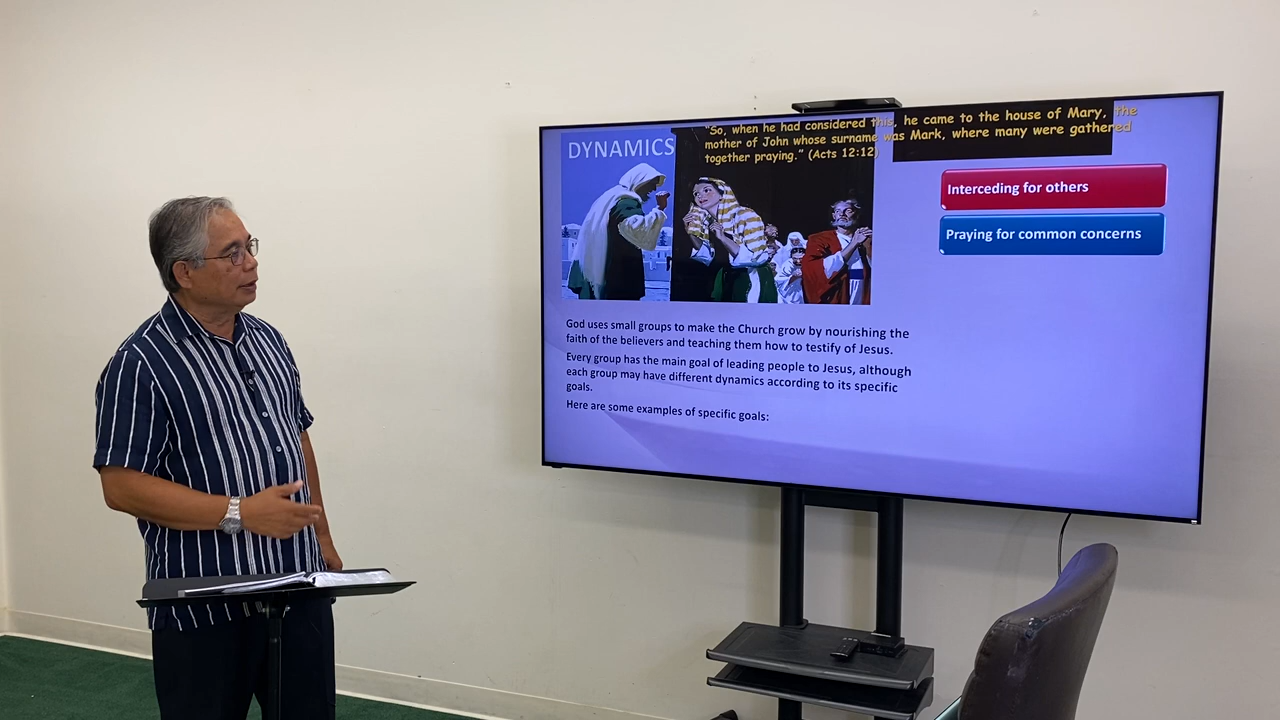 DYNAMICS
"So, when he had considered this, he came to the house of Mary, the
mother of John whose surname was Mark, where many were gathered
together praying." (Acts 12:12)
Interceding for others
Praying for common concerns
God uses small groups to make the Church grow by nourishing the
faith of the believers and teaching them how to testify of Jesus.
Every group has the main goal of leading people to Jesus, although
each group may have different dynamics according to its specific
goals.
Here are some examples of specific goals: